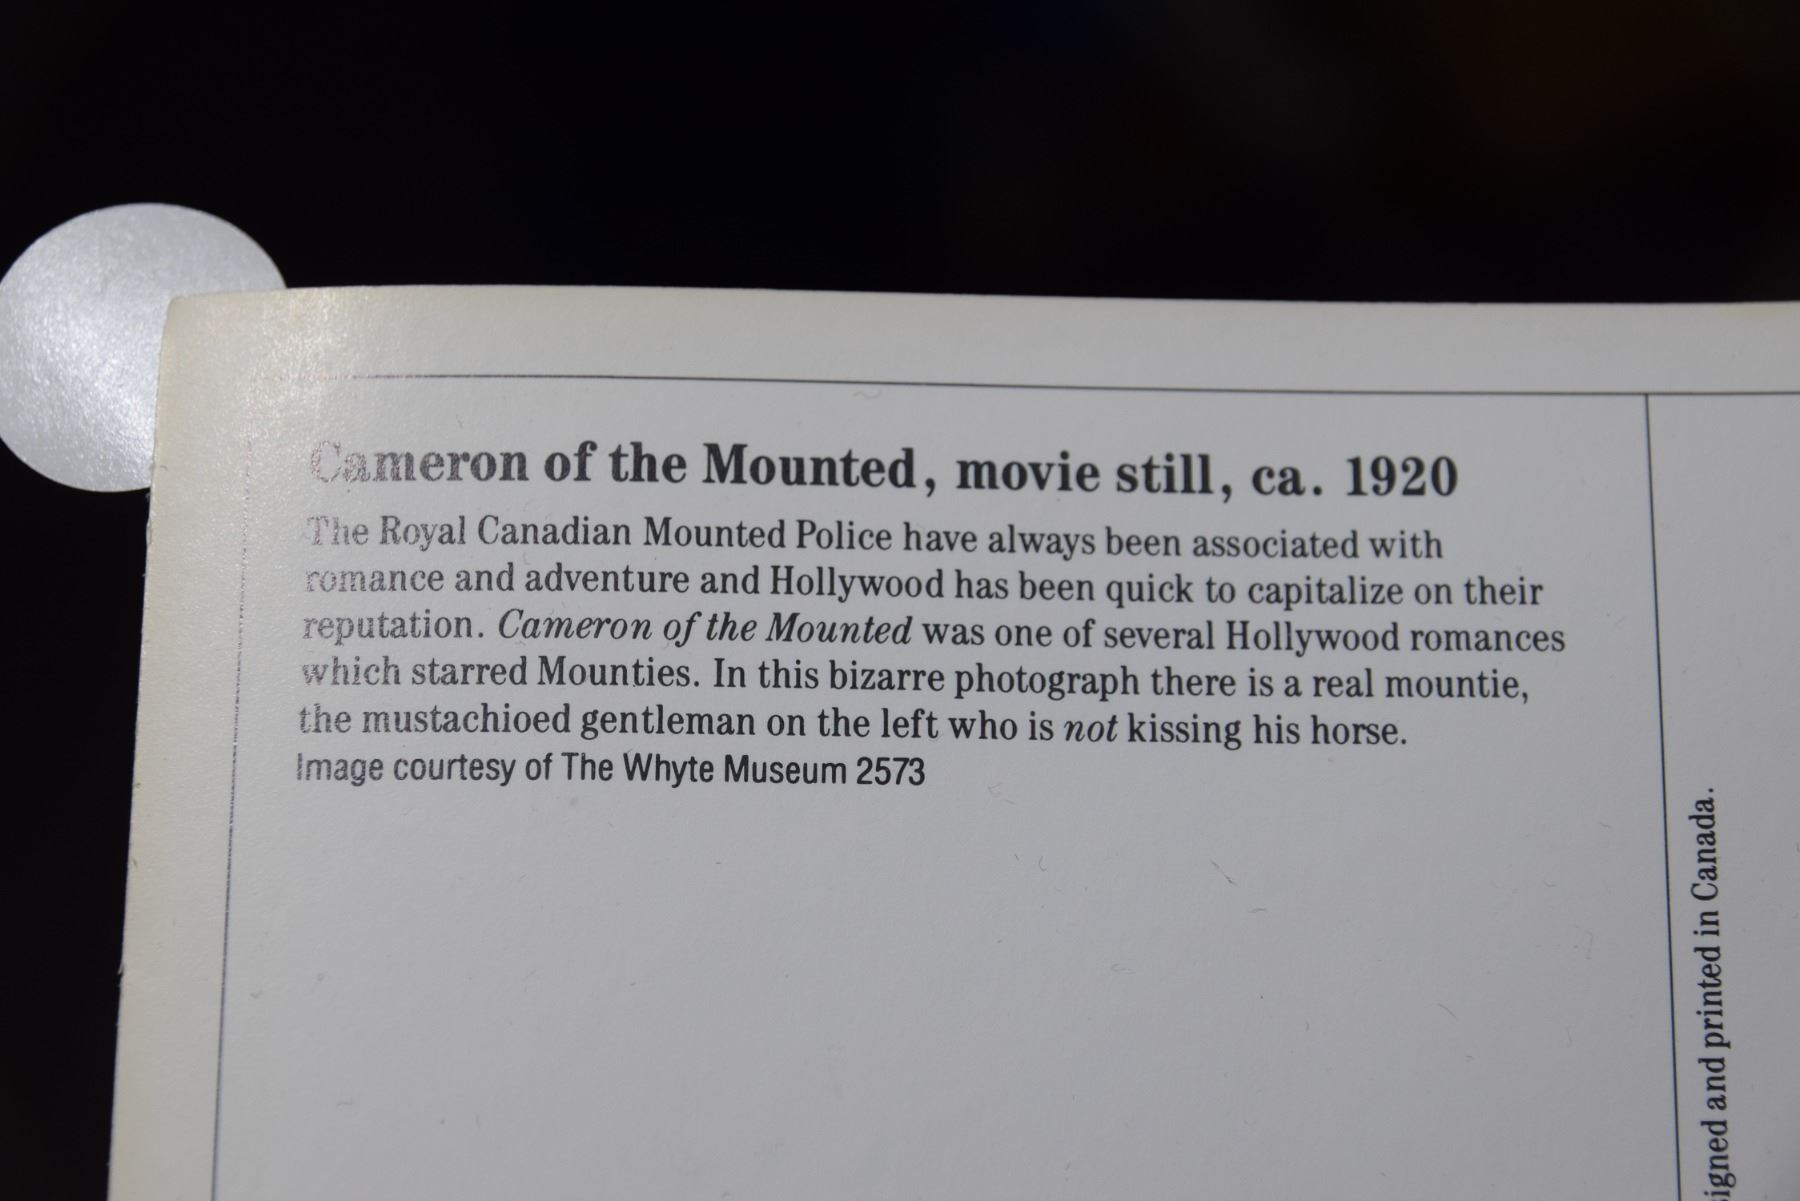 Cameron of the Mounted, movie still, ca. 1920
The Royal Canadian Mounted Police have always been associated with
romance and adventure and Hollywood has been quick to capitalize on their
reputation. Cameron of the Mounted was one of several Hollywood romances
which starred Mounties. In this bizarre photograph there is a real mountie,
the mustachioed gentleman on the left who is not kissing his horse.
Image courtesy of The Whyte Museum 2573
and printed in Canada.